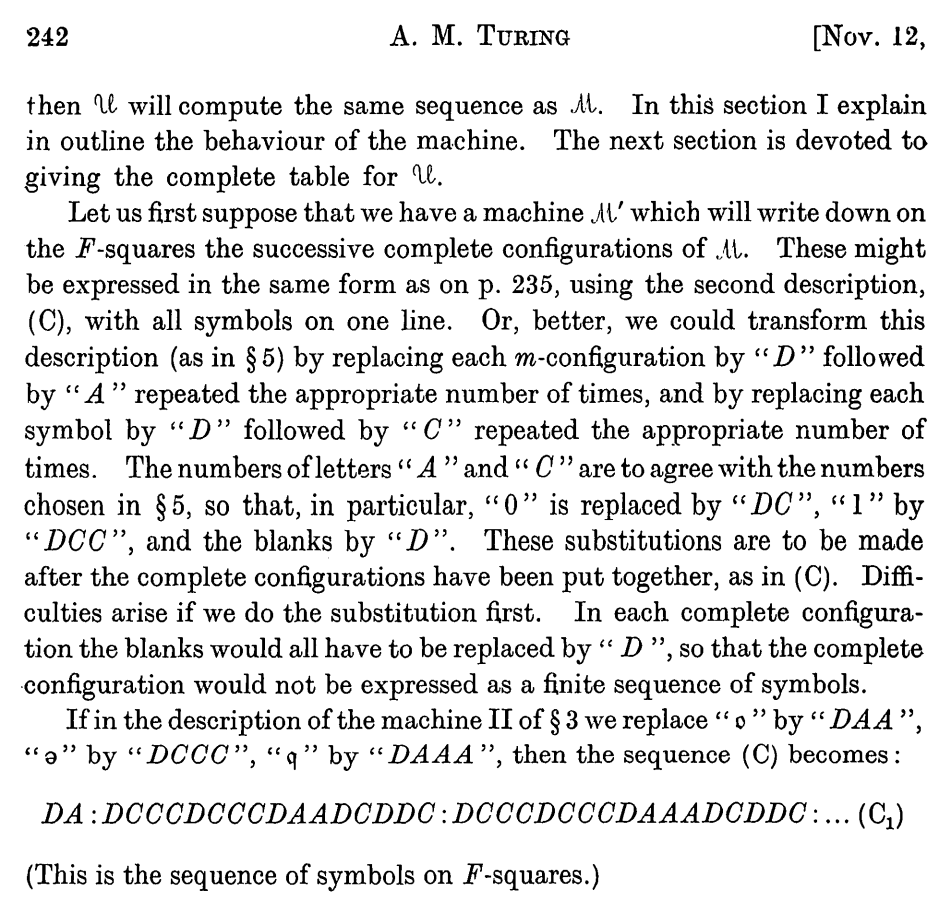 242 A. M. TURING [Nov. 12,
then 𝒰 will compute the same sequence as ℳ. In this section I explain
in outline the behaviour of the machine. The next section is devoted to
giving the complete table for 𝒰.
Let us first suppose that we have a machine ℳ′ which will write down on
the F-squares the successive complete configurations of ℳ. These might
be expressed in the same form as on p. 235, using the second description,
(C), with all symbols on one line. Or, better, we could transform this
description (as in § 5) by replacing each m-configuration by “D” followed
by “A” repeated the appropriate number of times, and by replacing each
symbol by “D” followed by “C” repeated the appropriate number of
times. The numbers of letters “A” and “C” are to agree with the numbers
chosen in § 5, so that, in particular, “0” is replaced by “DC”, “1” by
“DCC”, and the blanks by “D”. These substitutions are to be made
after the complete configurations have been put together, as in (C). Diffi-
culties arise if we do the substitution first. In each complete configura-
tion the blanks would all have to be replaced by “D”, so that the complete
configuration would not be expressed as a finite sequence of symbols.
If in the description of the machine II of § 3 we replace “𝔬” by “DAA”,
“ə” by “DCCC”, “𝔮” by “DAAA”, then the sequence (C) becomes:
DA:DCCCDCCCDAADCDDC:DCCCDCCCDAAADCDDC:... (C₁)
(This is the sequence of symbols on F-squares.)